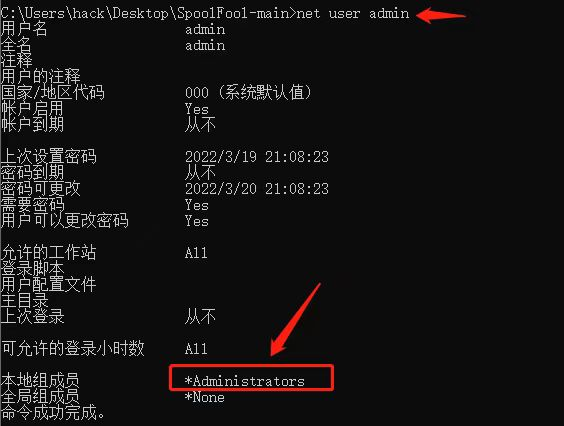 C:\Users\hack\Desktop\SpoolFool-main>net user admin
用户名 admin
全名 admin
注释
用户的注释
国家/地区代码 000 (系统默认值)
帐户启用 Yes
帐户到期 从不
上次设置密码 2022/3/19 21:08:23
密码到期 从不
密码可更改 2022/3/20 21:08:23
需要密码 Yes
用户可以更改密码 Yes
允许的工作站 All
登录脚本
用户配置文件
主目录
上次登录 从不
可允许的登录小时数 All
本地组成员 *Administrators
全局组成员 *None
命令成功完成。